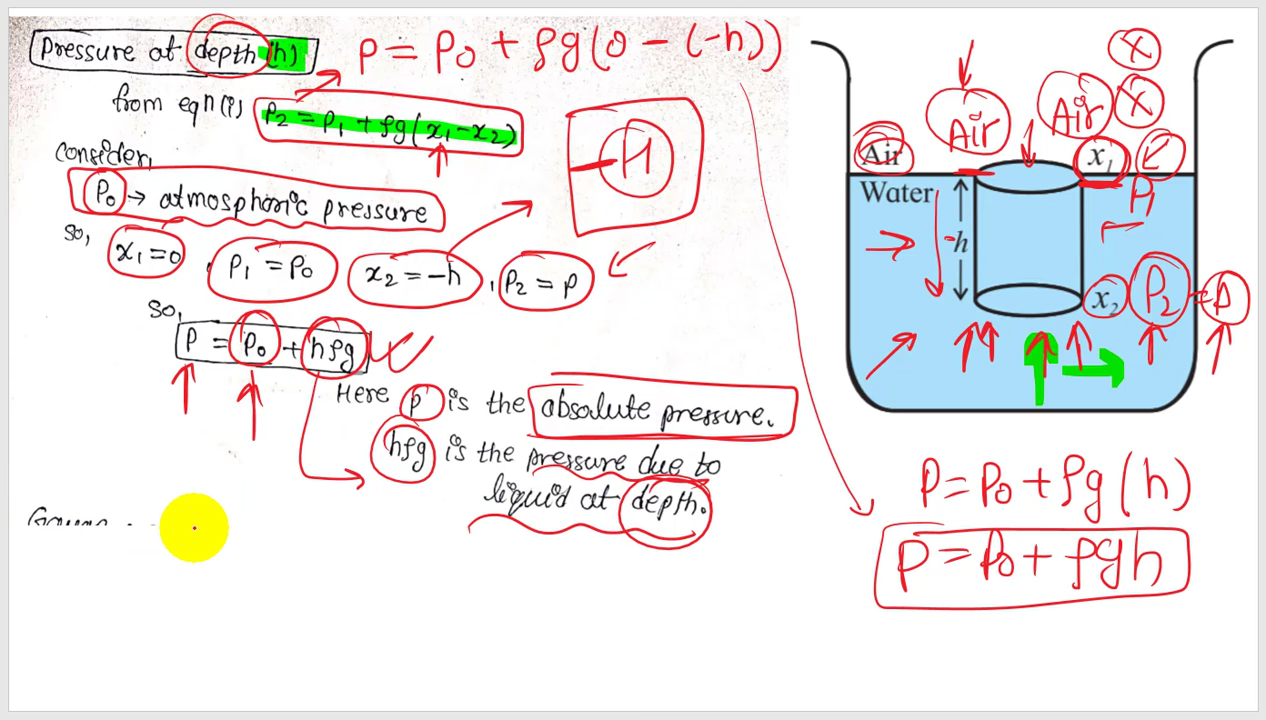 Pressure at depth (h)
P = P₀ + ρg(0 - (-h))
from eqn(i) P₂ = P₁ + ρg(x₁-x₂)
consider,
P₀ → atmosphoric pressure
so,
x₁=0, P₁ = P₀, x₂ = -h, P₂ = P
so,
P = P₀ + hρg
Here P is the absolute pressure.
hρg is the pressure due to
liquid at depth.
H
X
Air X
Air
Air x₁
Water P₁
-h
x₂ P₂ = P
P = P₀ + ρg(h)
P = P₀ + ρgh